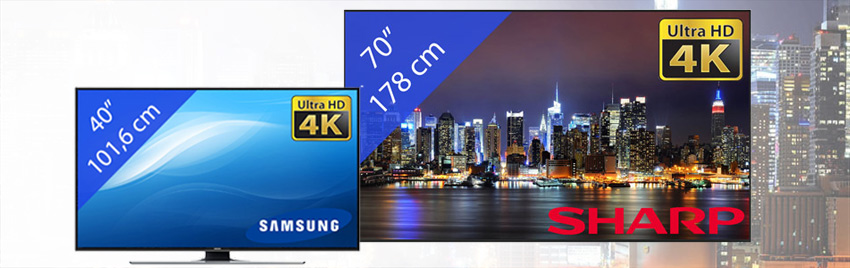 40"
101,6 cm
Ultra HD
4K
SAMSUNG
70"
178 cm
Ultra HD
4K
SHARP